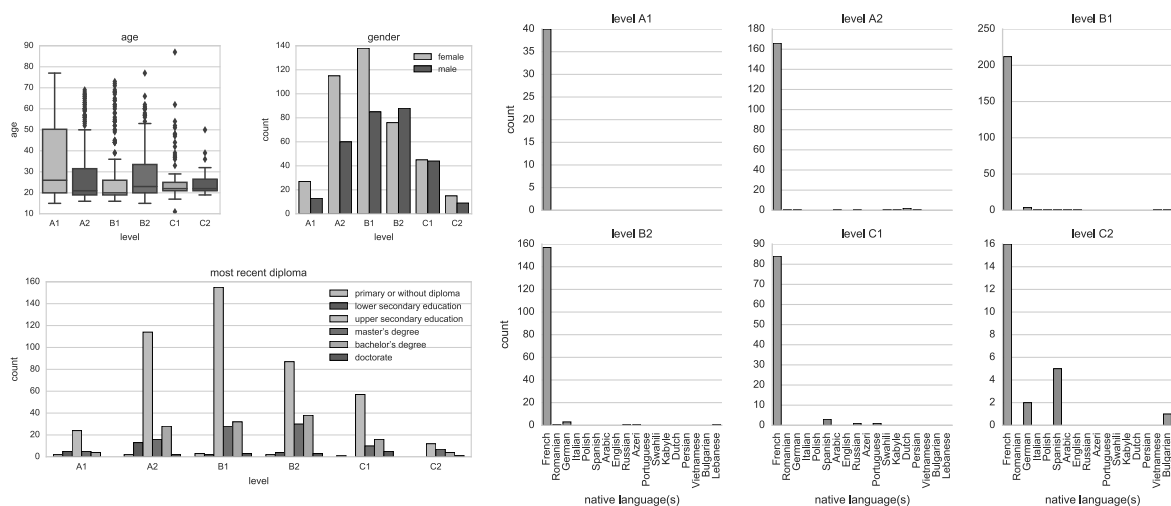 age
90
80
70
60
50
40
30
20
10
age
A1 A2 B1 B2 C1 C2
level
gender
140
120
100
80
60
40
20
0
count
female
male
A1 A2 B1 B2 C1 C2
level
most recent diploma
160
140
120
100
80
60
40
20
0
count
primary or without diploma
lower secondary education
upper secondary education
master's degree
bachelor's degree
doctorate
A1 A2 B1 B2 C1 C2
level
level A1
40
35
30
25
20
15
10
5
0
count
level A2
180
160
140
120
100
80
60
40
20
0
level B1
250
200
150
100
50
0
level B2
160
140
120
100
80
60
40
20
0
count
French
Romanian
German
Italian
Polish
Spanish
Arabic
English
Russian
Azeri
Portuguese
Swahili
Kabyle
Dutch
Persian
Vietnamese
Bulgarian
Lebanese
native language(s)
level C1
90
80
70
60
50
40
30
20
10
0
French
Romanian
German
Italian
Polish
Spanish
Arabic
English
Russian
Azeri
Portuguese
Swahili
Kabyle
Dutch
Persian
Vietnamese
Bulgarian
Lebanese
native language(s)
level C2
16
14
12
10
8
6
4
2
0
French
Romanian
German
Italian
Polish
Spanish
Arabic
English
Russian
Azeri
Portuguese
Swahili
Kabyle
Dutch
Persian
Vietnamese
Bulgarian
native language(s)